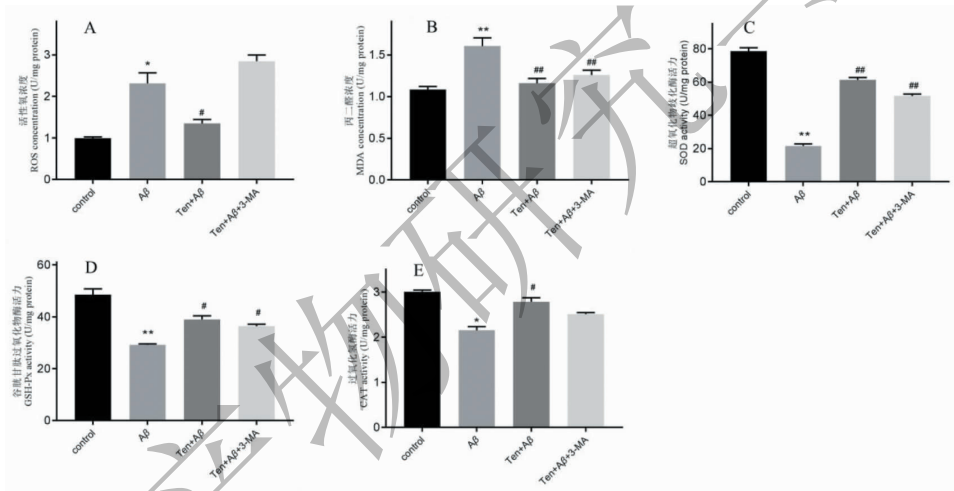 A
活性氧浓度
ROS concentration (U/mg protein)
3
2
1
0
*
#
control
Aβ
Ten+Aβ
Ten+Aβ+3-MA
B
丙二醛浓度
MDA concentration (U/mg protein)
1.5
1.0
0.5
0.0
**
##
##
control
Aβ
Ten+Aβ
Ten+Aβ+3-MA
C
超氧化物歧化酶活力
SOD activity (U/mg protein)
80
60
40
20
0
**
##
##
control
Aβ
Ten+Aβ
Ten+Aβ+3-MA
D
谷胱甘肽过氧化物酶活力
GSH-Px activity (U/mg protein)
60
40
20
0
**
#
#
control
Aβ
Ten+Aβ
Ten+Aβ+3-MA
E
过氧化氢酶活力
CAT activity (U/mg protein)
3
2
1
0
*
#
control
Aβ
Ten+Aβ
Ten+Aβ+3-MA
物研究